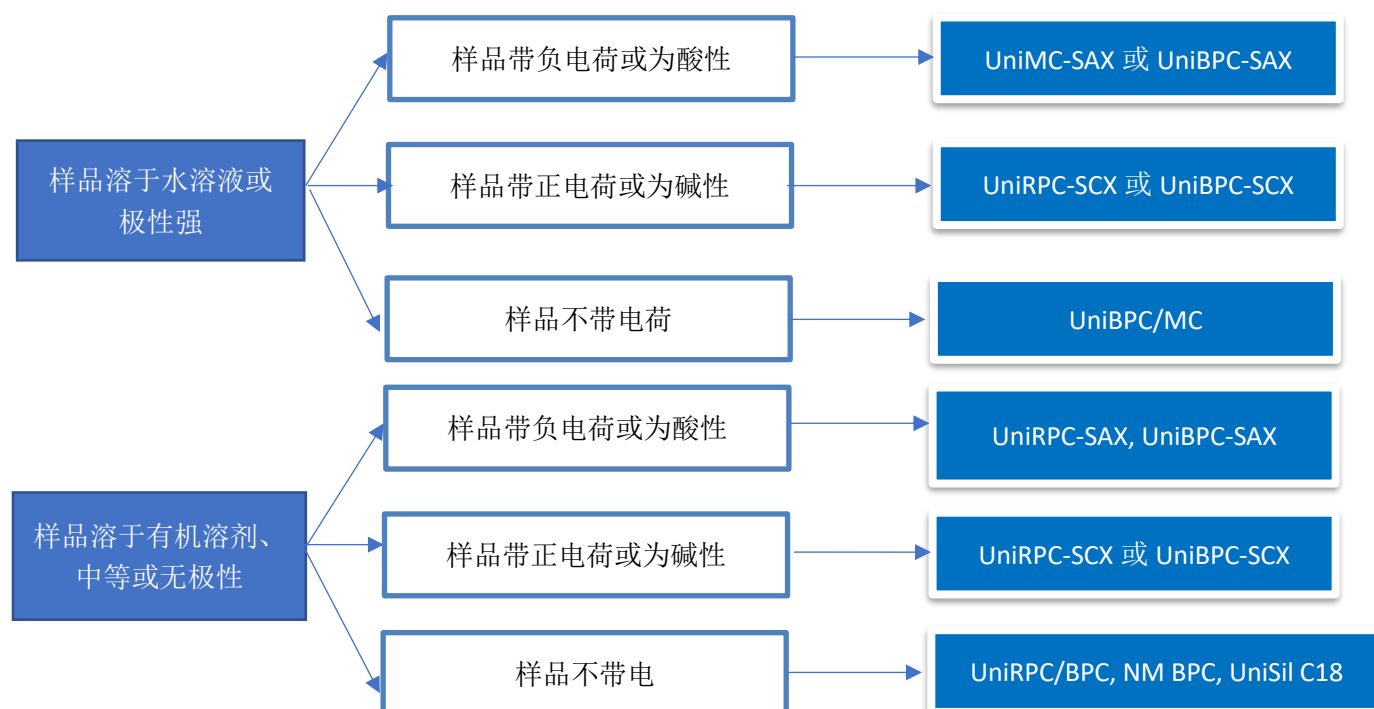 样品带负电荷或为酸性
UniMC-SAX 或 UniBPC-SAX
样品溶于水溶液或
极性强
样品带正电荷或为碱性
UniRPC-SCX 或 UniBPC-SCX
样品不带电荷
UniBPC/MC
样品带负电荷或为酸性
UniRPC-SAX, UniBPC-SAX
样品溶于有机溶剂、
中等或无极性
样品带正电荷或为碱性
UniRPC-SCX 或 UniBPC-SCX
样品不带电
UniRPC/BPC, NM BPC, UniSil C18